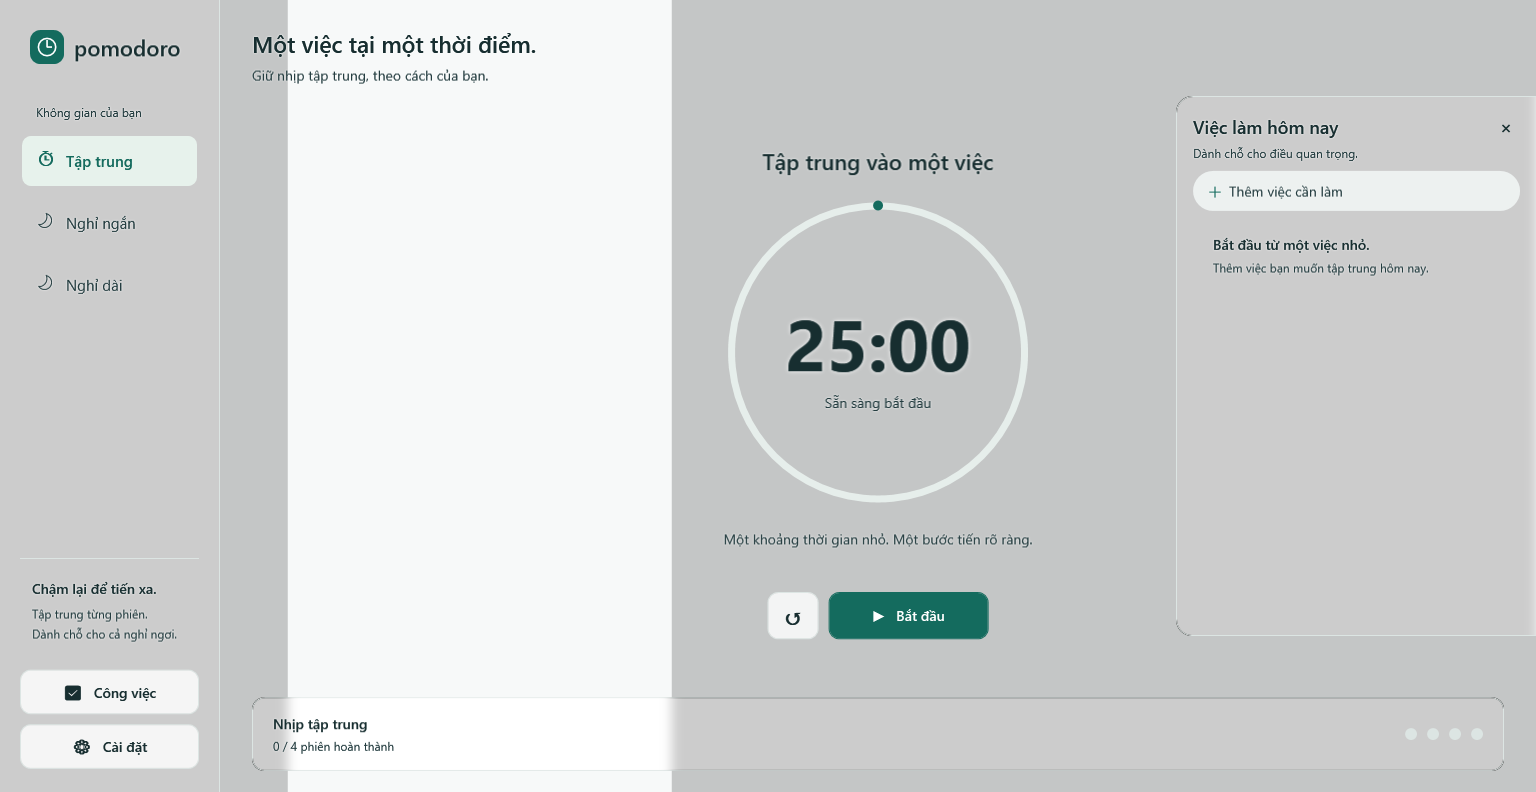 pomodoro
Không gian của bạn
Tập trung
Nghỉ ngắn
Nghỉ dài
Chậm lại để tiến xa.
Tập trung từng phiên.
Dành chỗ cho cả nghỉ ngơi.
Công việc
Cài đặt
Một việc tại một thời điểm.
Giữ nhịp tập trung, theo cách của bạn.
Tập trung vào một việc
25:00
Sẵn sàng bắt đầu
Một khoảng thời gian nhỏ. Một bước tiến rõ ràng.
Bắt đầu
Việc làm hôm nay
Dành chỗ cho điều quan trọng.
Thêm việc cần làm
Bắt đầu từ một việc nhỏ.
Thêm việc bạn muốn tập trung hôm nay.
Nhịp tập trung
0 / 4 phiên hoàn thành